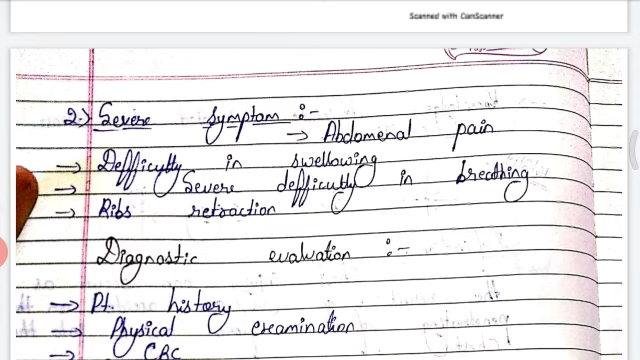 Scanned with CamScanner
2.) Severe symptom :-
→ Abdomenal pain
→ Defficulty in swellowing
→ Severe defficulty in breathing
→ Ribs retraction
Diagnostic evaluation :-
→ Pt. history
→ Physical examination
→ CBC